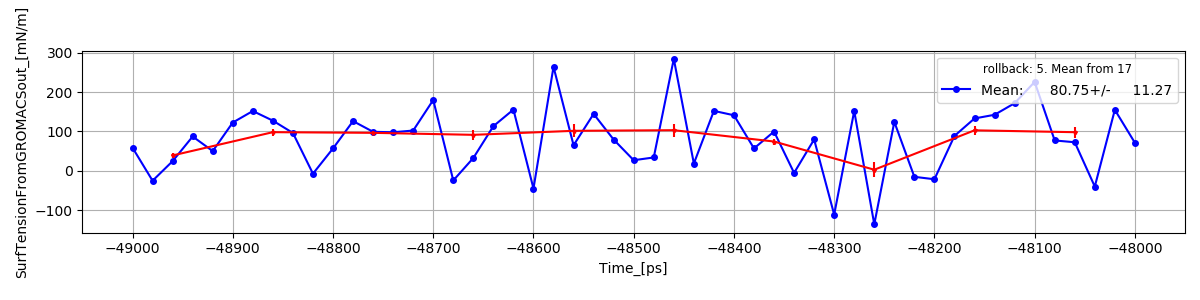 SurfTensionFromGROMACSout_[mN/m]
300
200
100
0
−100
rollback: 5. Mean from 17
Mean: 80.75+/- 11.27
−49000 −48900 −48800 −48700 −48600 −48500 −48400 −48300 −48200 −48100 −48000
Time_[ps]